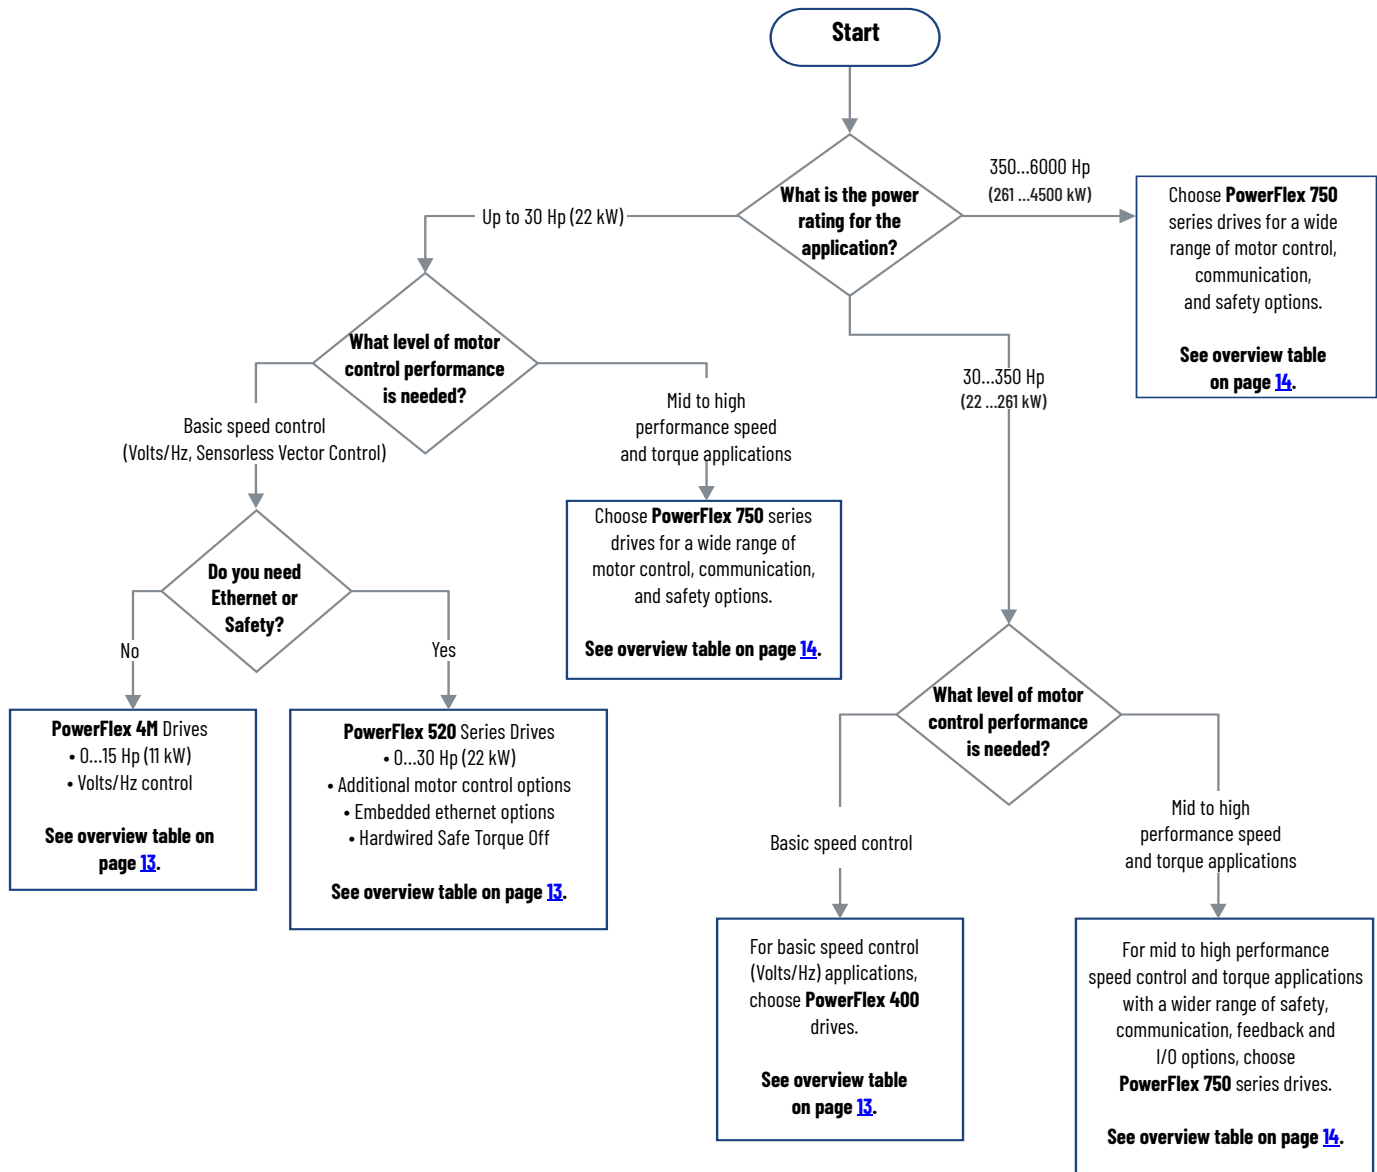 Start
What is the power
rating for the
application?
350...6000 Hp
(261 ...4500 kW)
Choose PowerFlex 750
series drives for a wide
range of motor control,
communication,
and safety options.
See overview table
on page 14.
Up to 30 Hp (22 kW)
What level of motor
control performance
is needed?
30...350 Hp
(22 ...261 kW)
Basic speed control
(Volts/Hz, Sensorless Vector Control)
Mid to high
performance speed
and torque applications
Choose PowerFlex 750 series
drives for a wide range of
motor control, communication,
and safety options.
See overview table on page 14.
Do you need
Ethernet or
Safety?
No
Yes
PowerFlex 4M Drives
• 0...15 Hp (11 kW)
• Volts/Hz control
See overview table on
page 13.
PowerFlex 520 Series Drives
• 0...30 Hp (22 kW)
• Additional motor control options
• Embedded ethernet options
• Hardwired Safe Torque Off
See overview table on page 13.
What level of motor
control performance
is needed?
Basic speed control
Mid to high
performance speed
and torque applications
For basic speed control
(Volts/Hz) applications,
choose PowerFlex 400
drives.
See overview table
on page 13.
For mid to high performance
speed control and torque applications
with a wider range of safety,
communication, feedback and
I/O options, choose
PowerFlex 750 series drives.
See overview table on page 14.